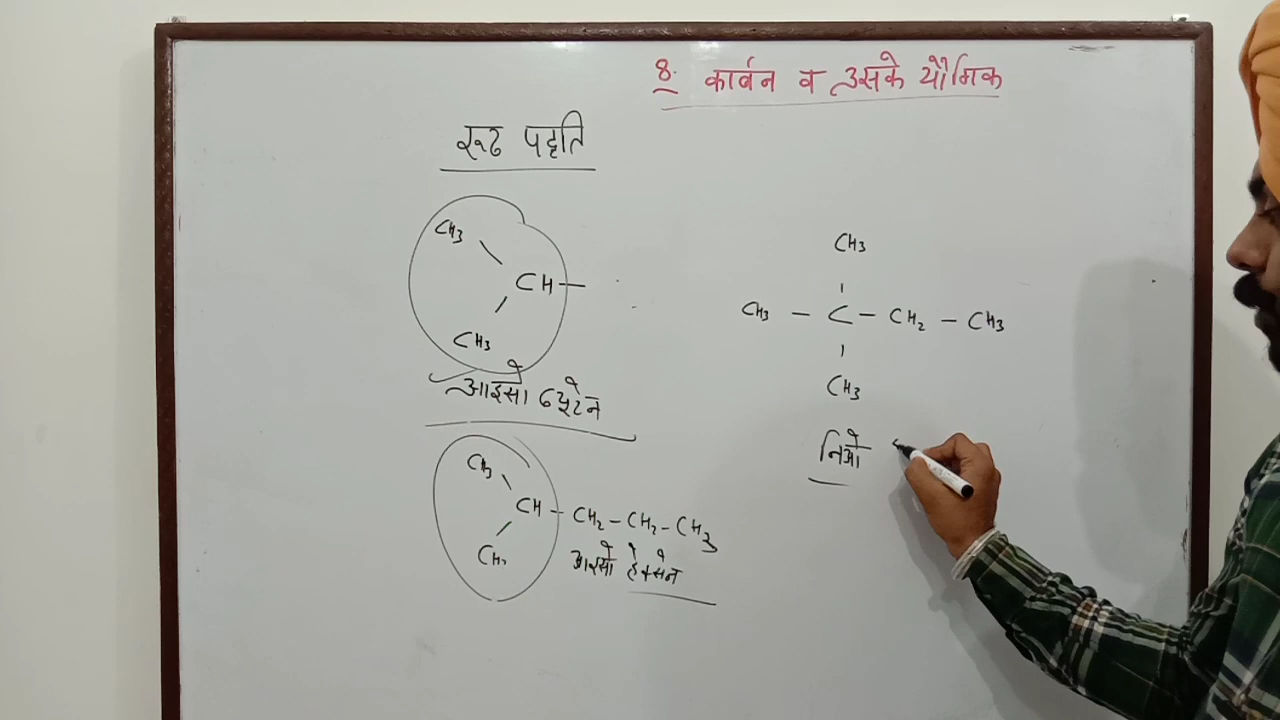 8. कार्बन व उसके यौगिक
रूढ पद्दति
CH3
CH –
CH3
आइसो ब्यूटेन
CH3
CH – CH2 – CH2 – CH3
CH3
आइसो हेक्सेन
CH3
CH3 – C – CH2 – CH3
CH3
निओ